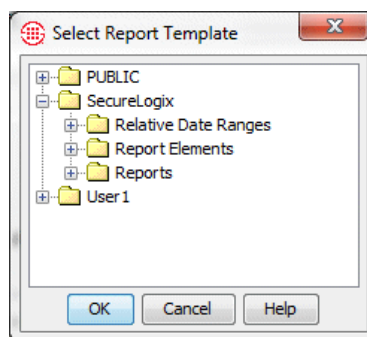 Select Report Template
PUBLIC
SecureLogix
Relative Date Ranges
Report Elements
Reports
User1
OK Cancel Help